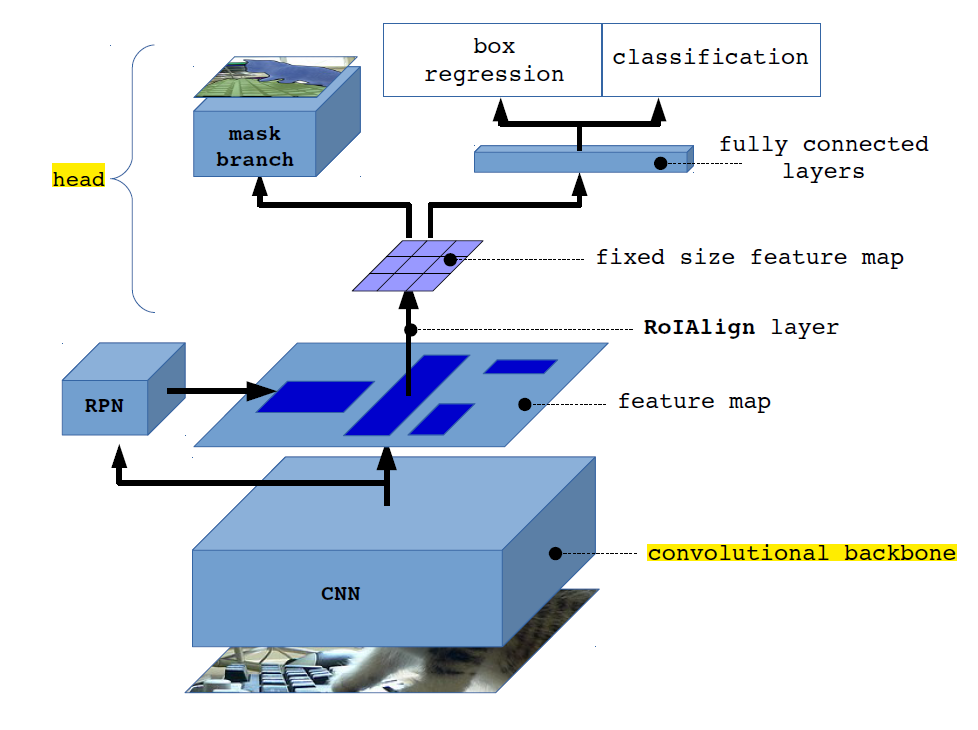 box
regression
classification
mask
branch
fully connected
layers
head
fixed size feature map
RoIAlign layer
RPN
feature map
convolutional backbone
CNN